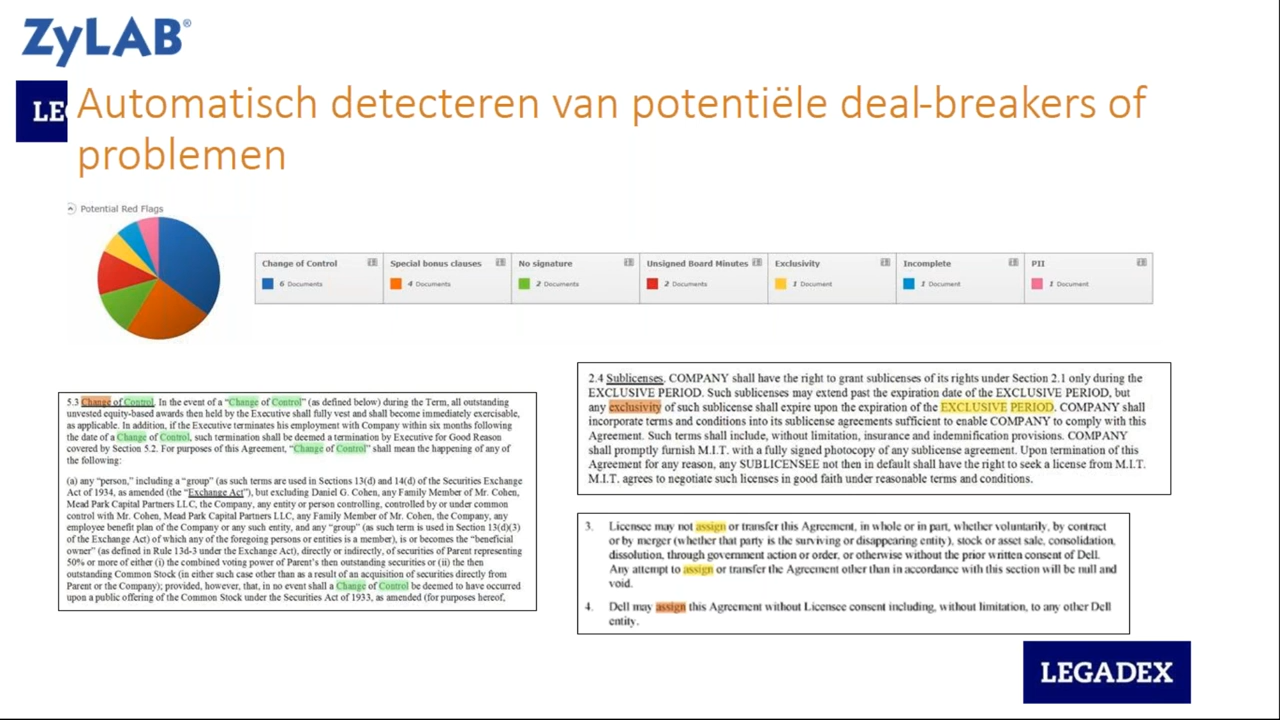 ZyLAB®
LE
Automatisch detecteren van potentiële deal-breakers of
problemen
Potential Red Flags
Change of Control
6 Documents
Special bonus clauses
4 Documents
No signature
2 Documents
Unsigned Board Minutes
2 Documents
Exclusivity
1 Document
Incomplete
1 Document
PII
1 Document
5.3 Change of Control. In the event of a “Change of Control” (as defined below) during the Term, all outstanding
unvested equity-based awards then held by the Executive shall fully vest and shall become immediately exercisable,
as applicable. In addition, if the Executive terminates his employment with Company within six months following
the date of a Change of Control, such termination shall be deemed a termination by Executive for Good Reason
covered by Section 5.2. For purposes of this Agreement, “Change of Control” shall mean the happening of any of
the following:
(a) any “person,” including a “group” (as such terms are used in Sections 13(d) and 14(d) of the Securities Exchange
Act of 1934, as amended (the “Exchange Act”), but excluding Daniel G. Cohen, any Family Member of Mr. Cohen,
Mead Park Capital Partners LLC, the Company, any entity or person controlling, controlled by or under common
control with Mr. Cohen, Mead Park Capital Partners LLC, any Family Member of Mr. Cohen, the Company, any
employee benefit plan of the Company or any such entity, and any “group” (as such term is used in Section 13(d)(3)
of the Exchange Act) of which any of the foregoing persons or entities is a member), is or becomes the “beneficial
owner” (as defined in Rule 13d-3 under the Exchange Act), directly or indirectly, of securities of Parent representing
50% or more of either (i) the combined voting power of Parent’s then outstanding securities or (ii) the then
outstanding Common Stock (in either such case other than as a result of an acquisition of securities directly from
Parent or the Company); provided, however, that, in no event shall a Change of Control be deemed to have occurred
upon a public offering of the Common Stock under the Securities Act of 1933, as amended (for purposes hereof,
2.4 Sublicenses. COMPANY shall have the right to grant sublicenses of its rights under Section 2.1 only during the
EXCLUSIVE PERIOD. Such sublicenses may extend past the expiration date of the EXCLUSIVE PERIOD, but
any exclusivity of such sublicense shall expire upon the expiration of the EXCLUSIVE PERIOD. COMPANY shall
incorporate terms and conditions into its sublicense agreements sufficient to enable COMPANY to comply with this
Agreement. Such terms shall include, without limitation, insurance and indemnification provisions. COMPANY
shall promptly furnish M.I.T. with a fully signed photocopy of any sublicense agreement. Upon termination of this
Agreement for any reason, any SUBLICENSEE not then in default shall have the right to seek a license from M.I.T.
M.I.T. agrees to negotiate such licenses in good faith under reasonable terms and conditions.
3. Licensee may not assign or transfer this Agreement, in whole or in part, whether voluntarily, by contract
or by merger (whether that party is the surviving or disappearing entity), stock or asset sale, consolidation,
dissolution, through government action or order, or otherwise without the prior written consent of Dell.
Any attempt to assign or transfer the Agreement other than in accordance with this section will be null and
void.
4. Dell may assign this Agreement without Licensee consent including, without limitation, to any other Dell
entity.
LEGADEX